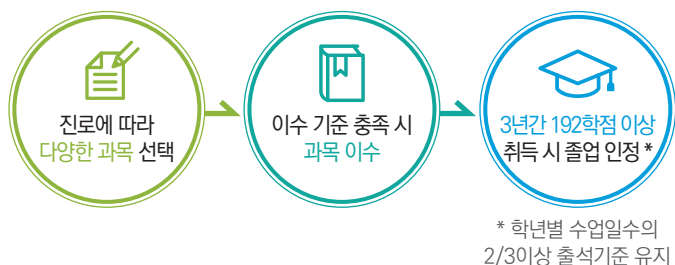 진로에 따라
다양한 과목 선택
이수 기준 충족 시
과목 이수
3년간 192학점 이상
취득 시 졸업 인정 *
* 학년별 수업일수의
2/3이상 출석기준 유지